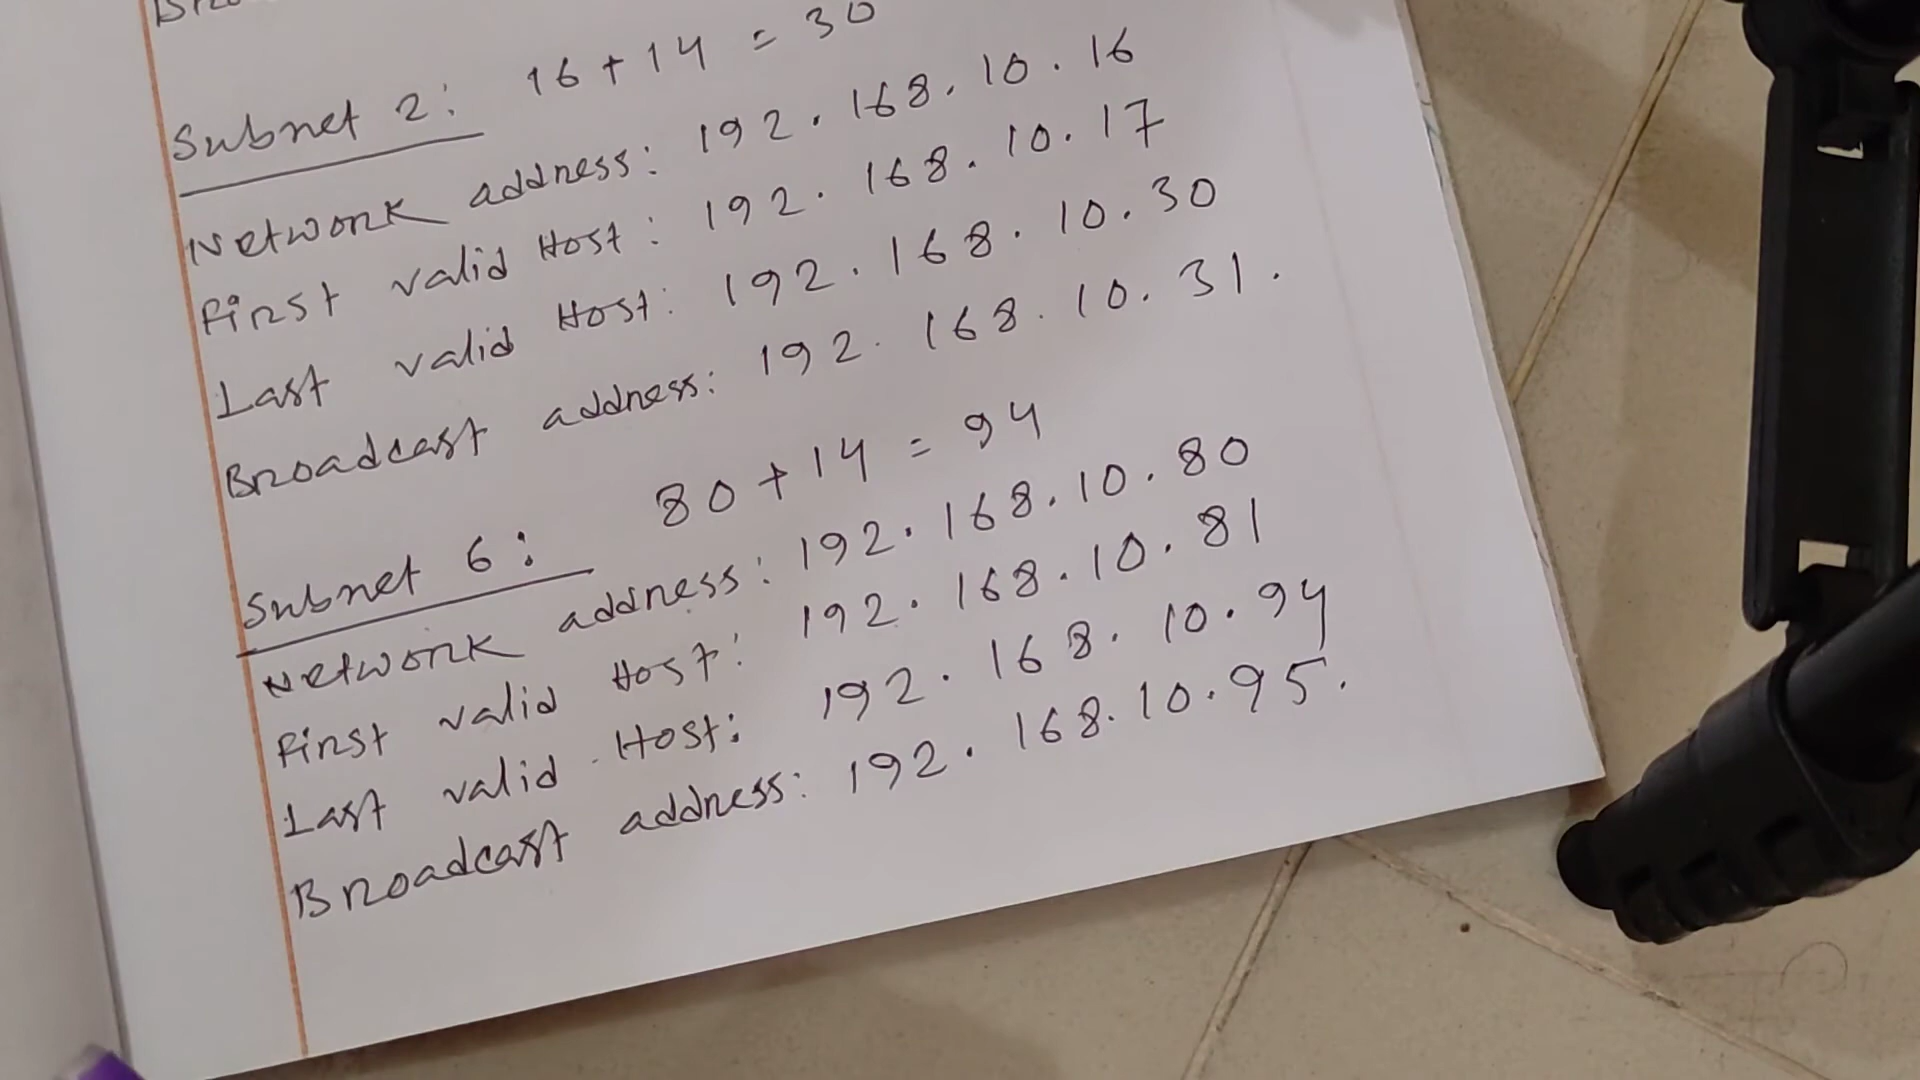 Subnet 2: 16 + 14 = 30
Network address: 192.168.10.16
First valid Host: 192.168.10.17
Last valid Host: 192.168.10.30
Broadcast address: 192.168.10.31.
Subnet 6: 80 + 14 = 94
Network address: 192.168.10.80
First valid Host: 192.168.10.81
Last valid Host: 192.168.10.94
Broadcast address: 192.168.10.95.